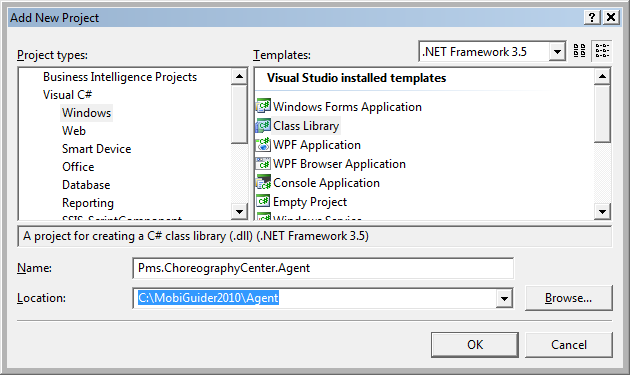 Add New Project
Project types:
Templates:
.NET Framework 3.5
Business Intelligence Projects
Visual C#
Windows
Web
Smart Device
Office
Database
Reporting
SSIS_ScriptComponent
Visual Studio installed templates
Windows Forms Application
Class Library
WPF Application
WPF Browser Application
Console Application
Empty Project
Windows Service
A project for creating a C# class library (.dll) (.NET Framework 3.5)
Name:
Pms.ChoreographyCenter.Agent
Location:
C:\MobiGuider2010\Agent
Browse...
OK
Cancel